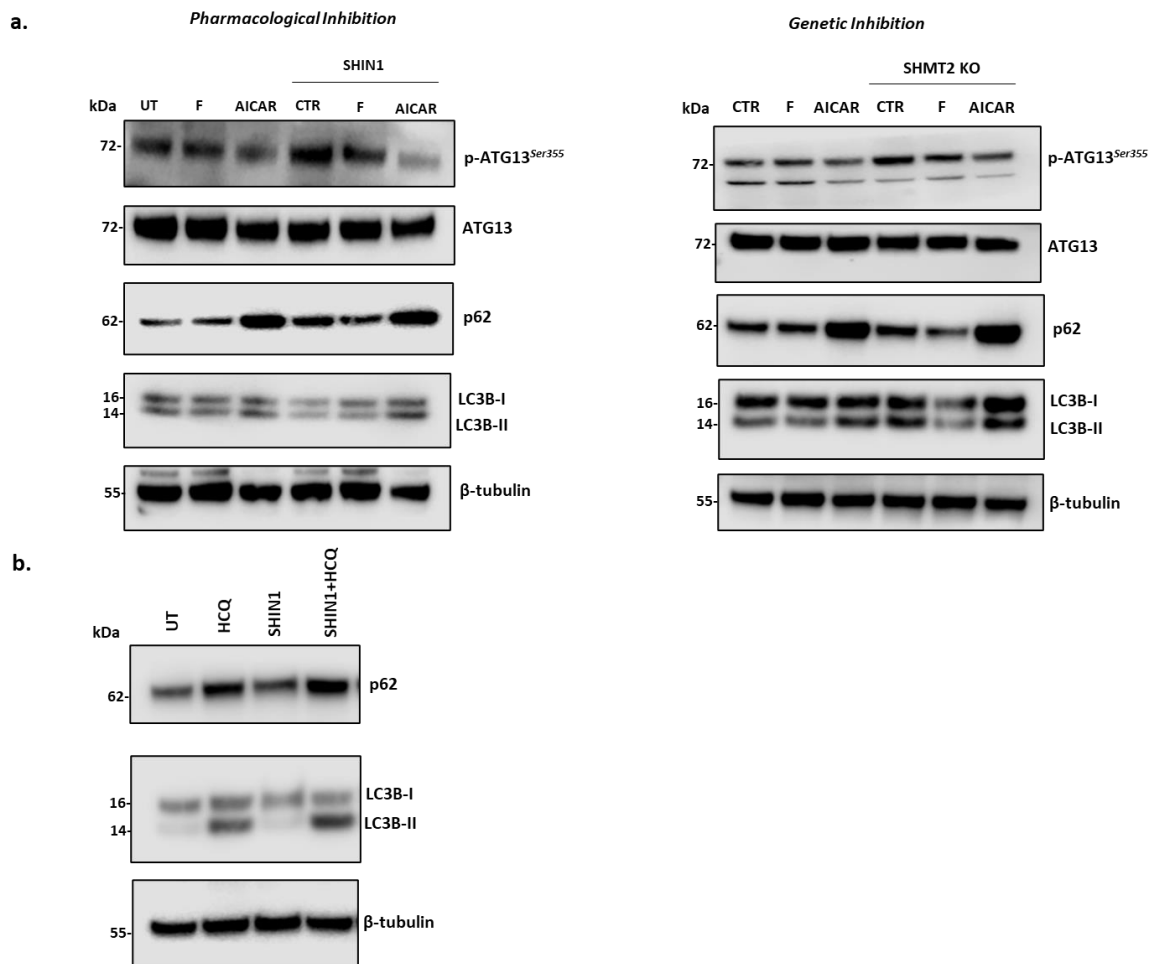 a.
Pharmacological Inhibition
SHIN1
kDa UT F AICAR CTR F AICAR
72- p-ATG13Ser355
72- ATG13
62- p62
16- LC3B-I
14- LC3B-II
55- β-tubulin
Genetic Inhibition
SHMT2 KO
kDa CTR F AICAR CTR F AICAR
72- p-ATG13Ser355
72- ATG13
62- p62
16- LC3B-I
14- LC3B-II
55- β-tubulin
b.
kDa UT HCQ SHIN1 SHIN1+HCQ
62- p62
16- LC3B-I
14- LC3B-II
55- β-tubulin